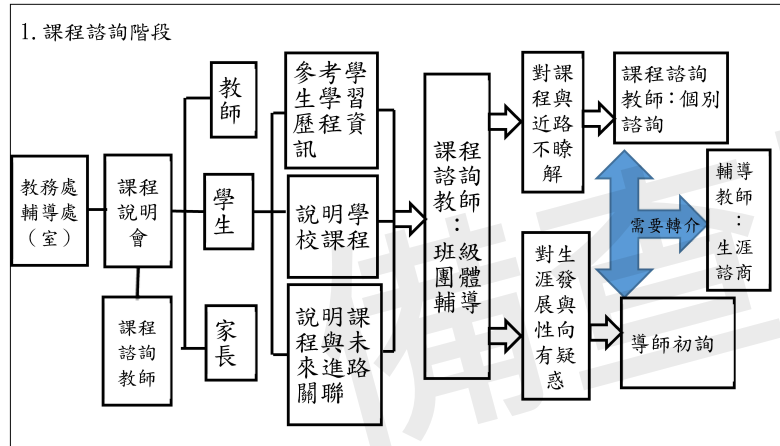 1. 課程諮詢階段
教務處
輔導處
（室）
課程
說明
會
課程
諮詢
教師
教
師
學
生
家
長
參考學
生學習
歷程資
訊
說明學
校課程
說明課
程與未
來進路
關聯
課程
諮詢
教師
：
班級
團體
輔導
對課
程與
近路
不瞭
解
對生
涯發
展與
性向
有疑
惑
課程諮詢
教師：個別
諮詢
需要轉介
導師初詢
輔導
教師
：
生涯
諮商
備查